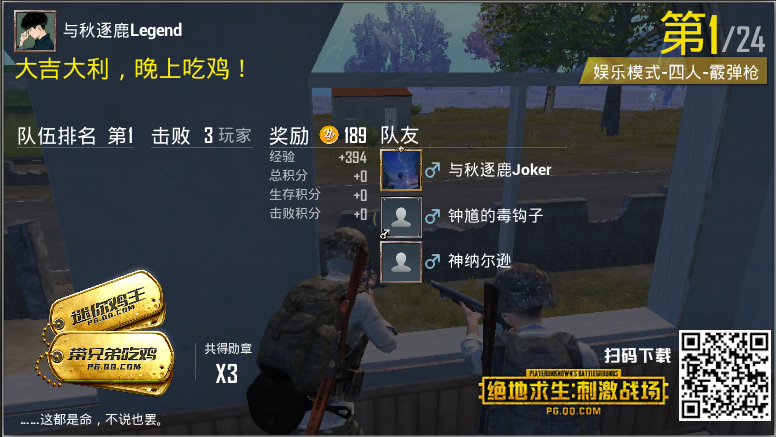 与秋逐鹿Legend
大吉大利，晚上吃鸡！
第1/24
娱乐模式-四人-霰弹枪
队伍排名 第1 击败 3 玩家 奖励 189 队友
经验 +394
总积分 +0
生存积分 +0
击败积分 +0
与秋逐鹿Joker
钟馗的毒钩子
神纳尔逊
迷你鸡王
PG.QQ.COM
带兄弟吃鸡
PG.QQ.COM
共得勋章
X3
......这都是命，不说也罢。
扫码下载
PLAYERUNKNOWN'S BATTLEGROUNDS
绝地求生:刺激战场
PG.QQ.COM